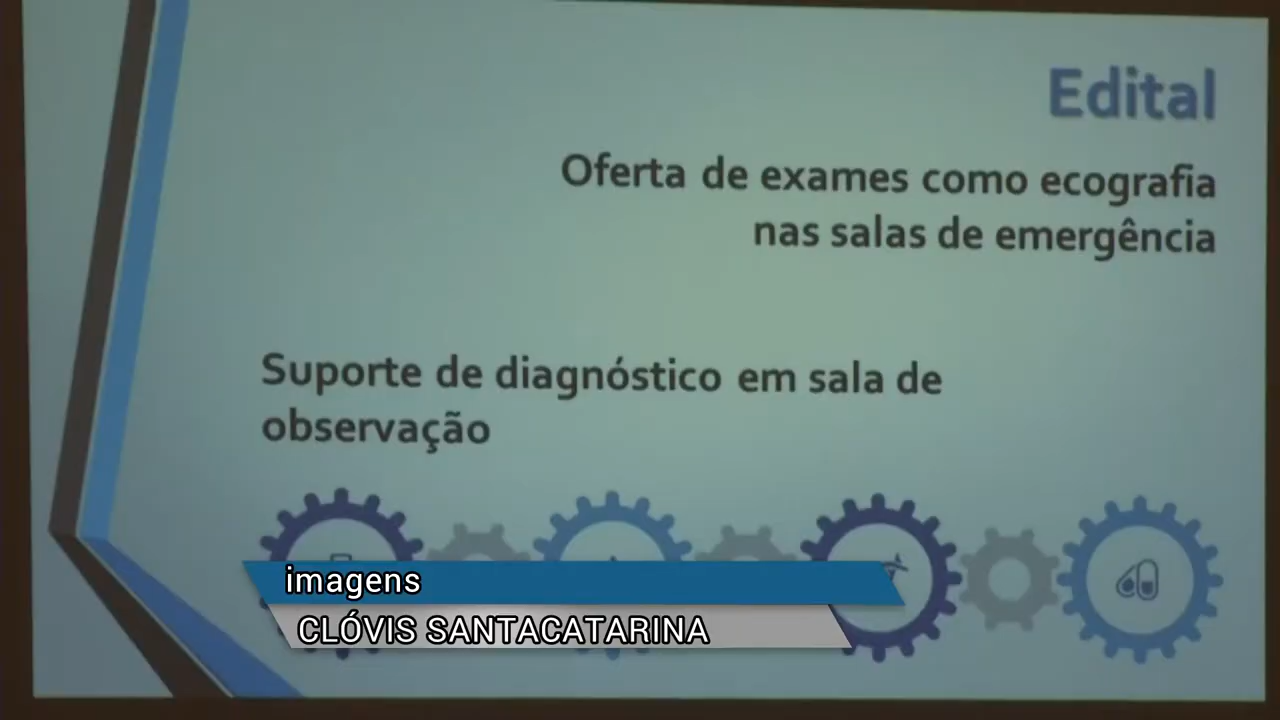 Edital
Oferta de exames como ecografia
nas salas de emergência
Suporte de diagnóstico em sala de
observação
imagens
CLÓVIS SANTACATARINA